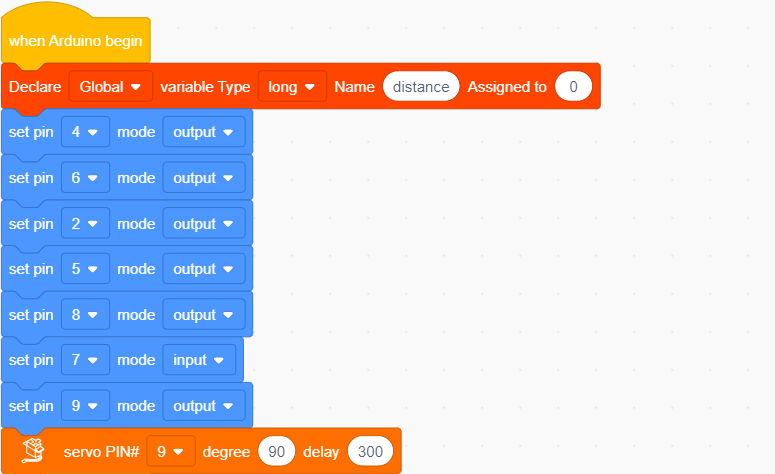 when Arduino begin
Declare Global variable Type long Name distance Assigned to 0
set pin 4 mode output
set pin 6 mode output
set pin 2 mode output
set pin 5 mode output
set pin 8 mode output
set pin 7 mode input
set pin 9 mode output
servo PIN# 9 degree 90 delay 300